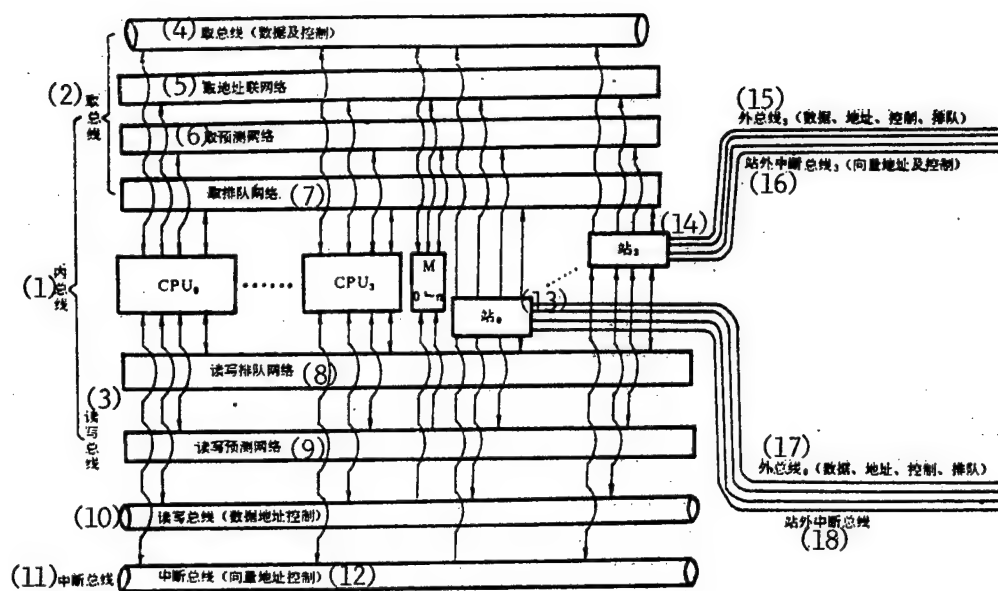 (4) 取总线（数据及控制）
(5) 取地址联网络
(2) 取总线
(6) 取预测网络
(7) 取排队网络
(15)
外总线₃（数据、地址、控制、排队）
站外中断总线₃（向量地址及控制）
(16)
(14)
站₃
(1) 内总线
CPU₀
……
CPU₃
M
0～n
(13)
站₀
……
读写排队网络 (8)
(3) 读写总线
读写预测网络 (9)
(17)
外总线₀（数据、地址、控制、排队）
(10) 读写总线（数据地址控制）
站外中断总线
(18)
(11) 中断总线
中断总线（向量地址控制）(12)